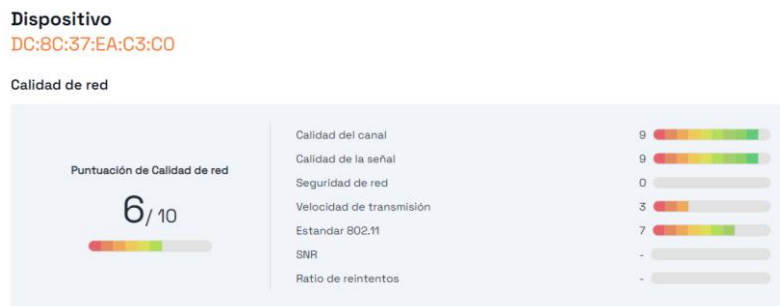 Dispositivo
DC:8C:37:EA:C3:C0
Calidad de red
Puntuación de Calidad de red
6/ 10
Calidad del canal 9
Calidad de la señal 9
Seguridad de red 0
Velocidad de transmisión 3
Estandar 802.11 7
SNR -
Ratio de reintentos -